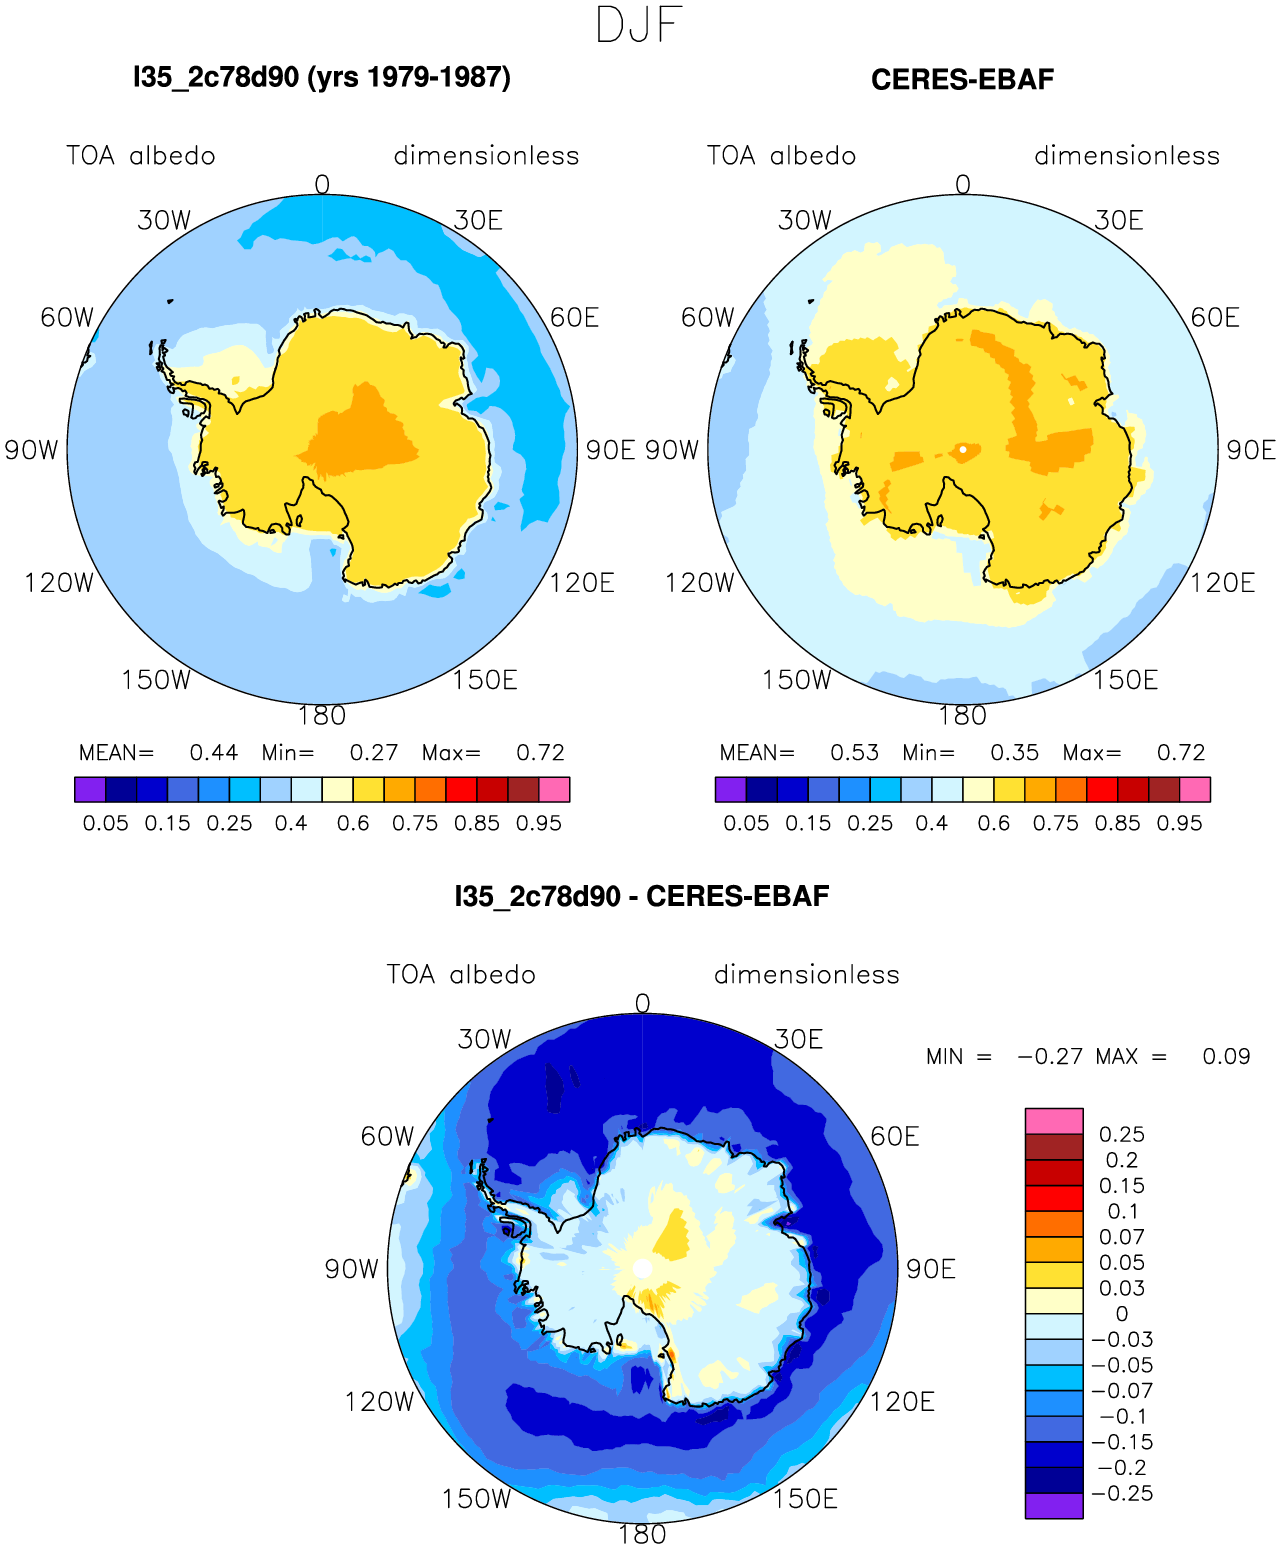 DJF
I35_2c78d90 (yrs 1979-1987)
TOA albedo dimensionless
0
30W 30E
60W 60E
90W 90E
120W 120E
150W 150E
180
MEAN= 0.44 Min= 0.27 Max= 0.72
0.05 0.15 0.25 0.4 0.6 0.75 0.85 0.95
CERES-EBAF
TOA albedo dimensionless
0
30W 30E
60W 60E
90W 90E
120W 120E
150W 150E
180
MEAN= 0.53 Min= 0.35 Max= 0.72
0.05 0.15 0.25 0.4 0.6 0.75 0.85 0.95
I35_2c78d90 - CERES-EBAF
TOA albedo dimensionless
0
30W 30E
60W 60E
90W 90E
120W 120E
150W 150E
180
MIN = -0.27 MAX = 0.09
0.25
0.2
0.15
0.1
0.07
0.05
0.03
0
-0.03
-0.05
-0.07
-0.1
-0.15
-0.2
-0.25